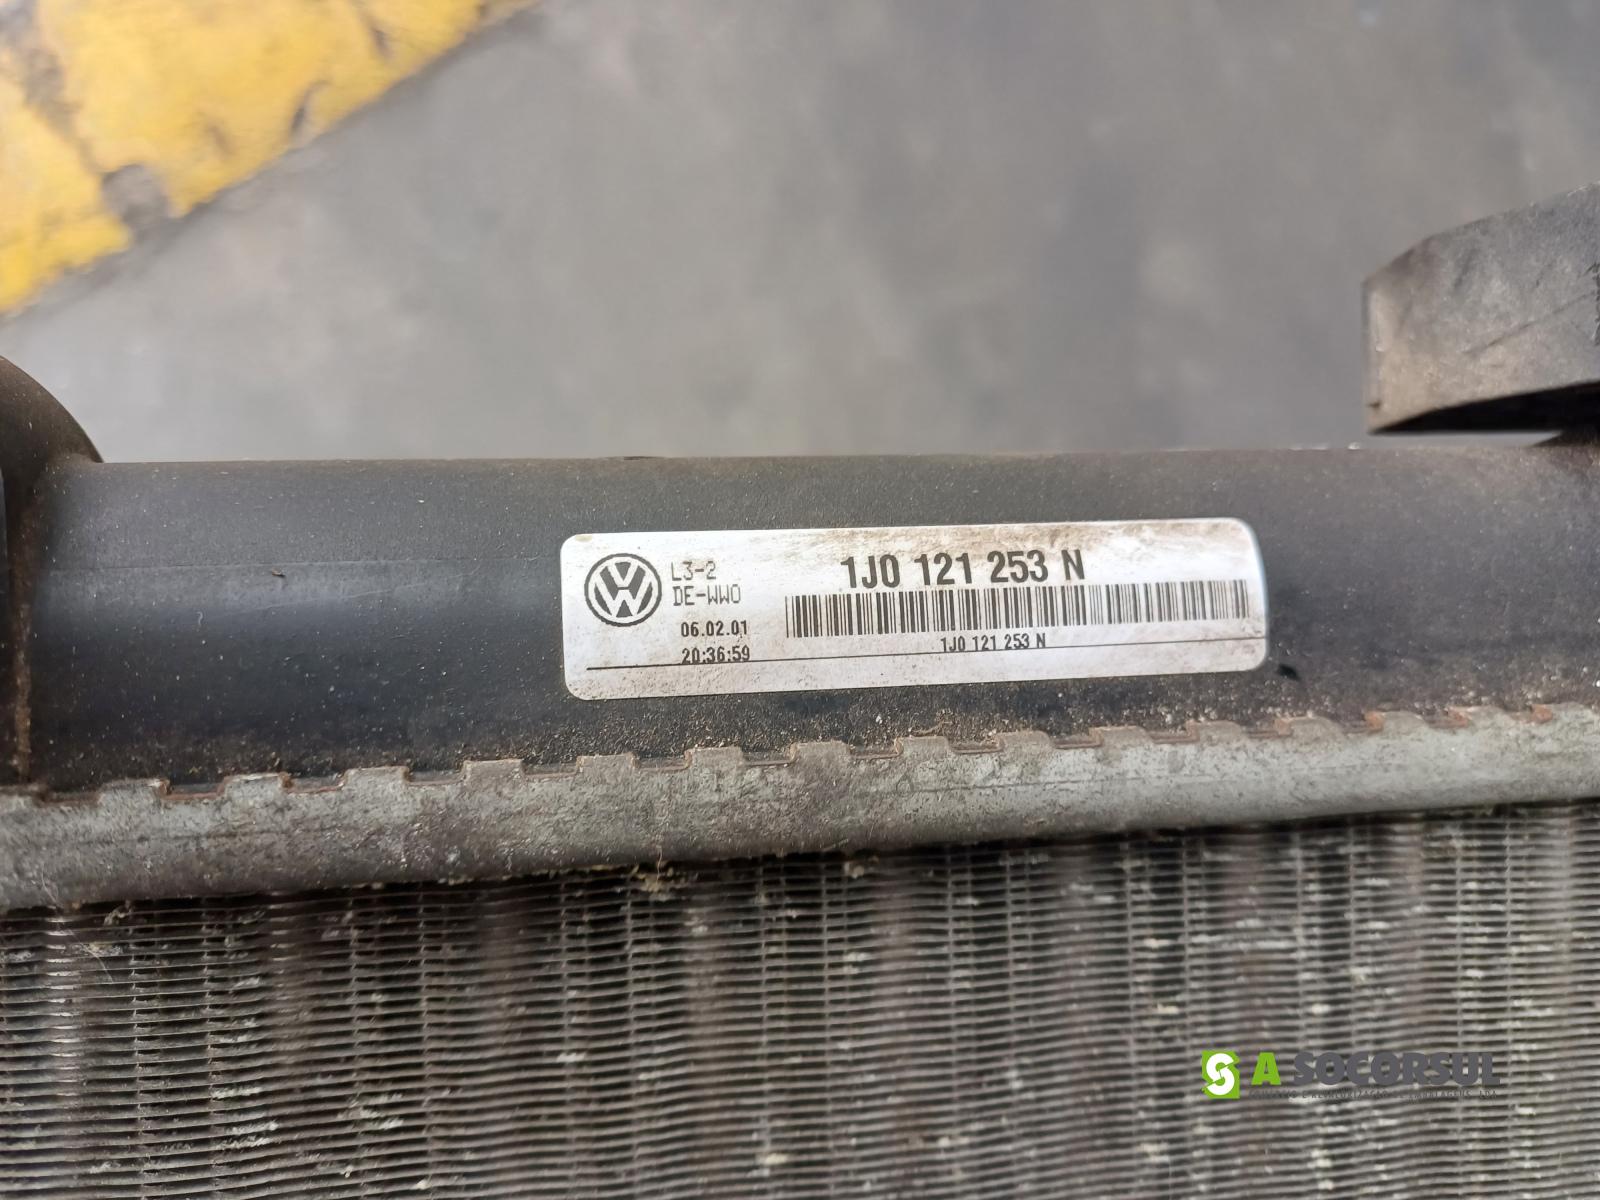 L3-2
DE-WWO
06.02.01
20:36:59
1J0 121 253 N
1J0 121 253 N
A SOCORSUL